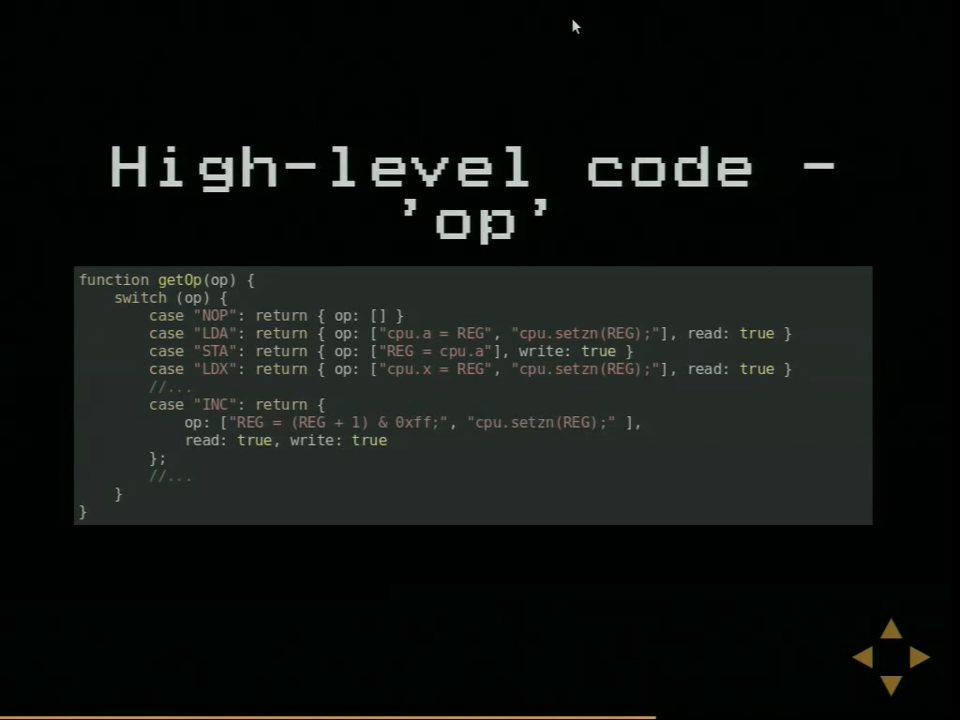 High-level code -
'op'
function getOp(op) {
    switch (op) {
        case "NOP": return { op: [] }
        case "LDA": return { op: ["cpu.a = REG", "cpu.setzn(REG);"], read: true }
        case "STA": return { op: ["REG = cpu.a"], write: true }
        case "LDX": return { op: ["cpu.x = REG", "cpu.setzn(REG);"], read: true }
        //...
        case "INC": return {
            op: ["REG = (REG + 1) & 0xff;", "cpu.setzn(REG);" ],
            read: true, write: true
        };
        //...
    }
}